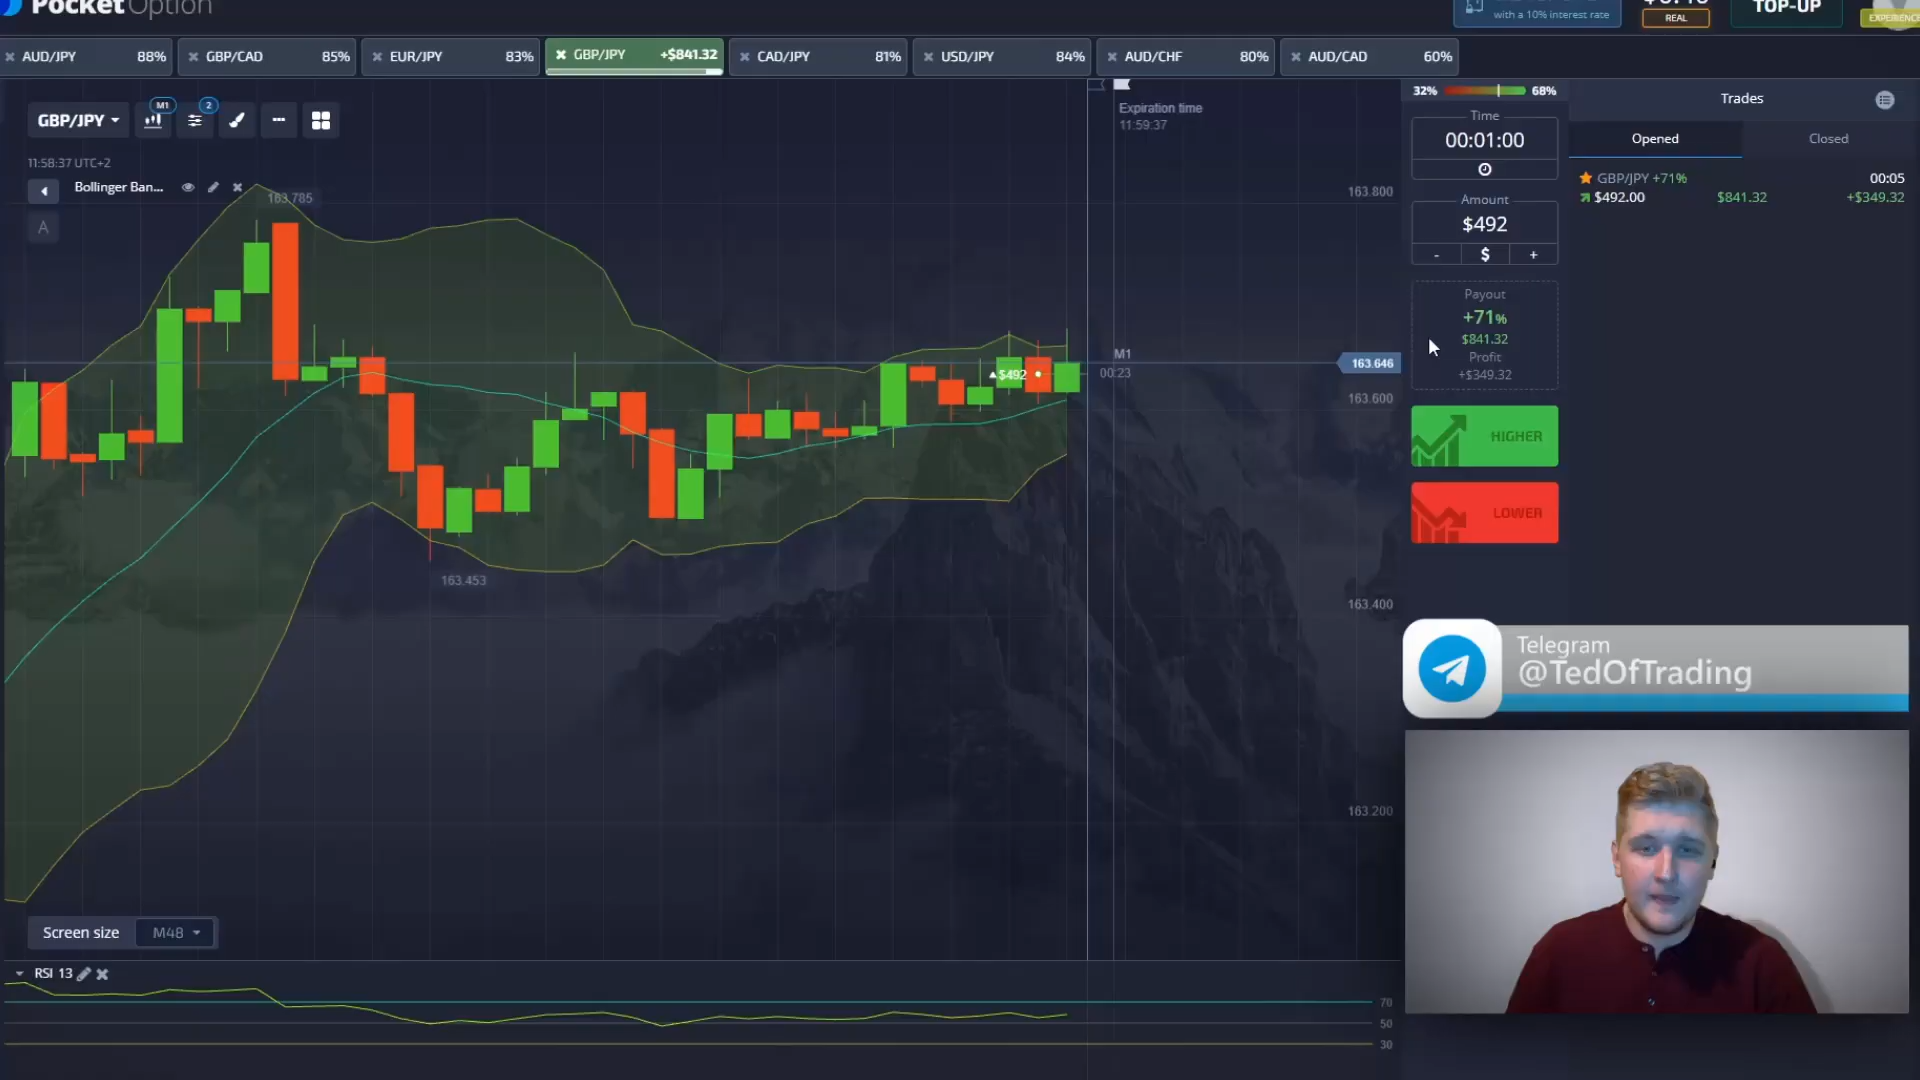 Pocket Option
with a 10% interest rate
REAL
TOP-UP
EXPERIENCE
AUD/JPY 88%
GBP/CAD 85%
EUR/JPY 83%
GBP/JPY +$841.32
CAD/JPY 81%
USD/JPY 84%
AUD/CHF 80%
AUD/CAD 60%
GBP/JPY
M1
2
11:58:37 UTC+2
Bollinger Ban...
A
163.785
163.453
Expiration time
11:59:37
M1
00:23
$492
163.800
163.646
163.600
163.400
163.200
Screen size M48
RSI 13
70
50
30
32% 68%
Time
00:01:00
Amount
$492
- $ +
Payout
+71%
$841.32
Profit
+$349.32
HIGHER
LOWER
Trades
Opened Closed
GBP/JPY +71% 00:05
$492.00 $841.32 +$349.32
Telegram
@TedOfTrading